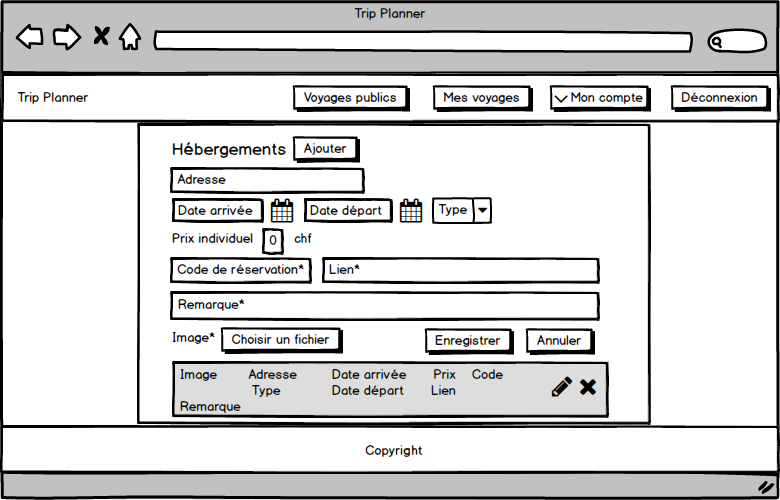 Trip Planner
Trip Planner Voyages publics Mes voyages Mon compte Déconnexion
Hébergements Ajouter
Adresse
Date arrivée Date départ Type
Prix individuel 0 chf
Code de réservation* Lien*
Remarque*
Image* Choisir un fichier Enregistrer Annuler
Image Adresse Date arrivée Prix Code
Type Date départ Lien
Remarque
Copyright